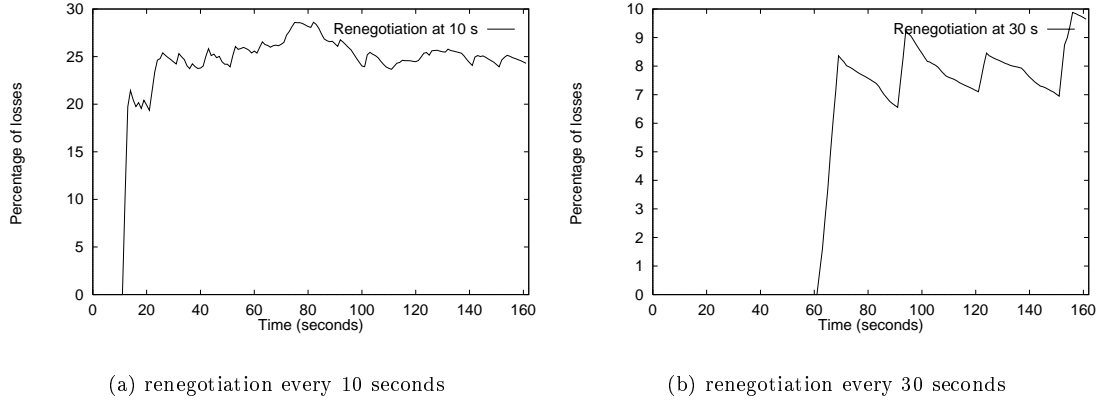 30
25
20
15
10
5
0
Percentage of losses
Renegotiation at 10 s
0 20 40 60 80 100 120 140 160
Time (seconds)
(a) renegotiation every 10 seconds
10
9
8
7
6
5
4
3
2
1
0
Percentage of losses
Renegotiation at 30 s
0 20 40 60 80 100 120 140 160
Time (seconds)
(b) renegotiation every 30 seconds